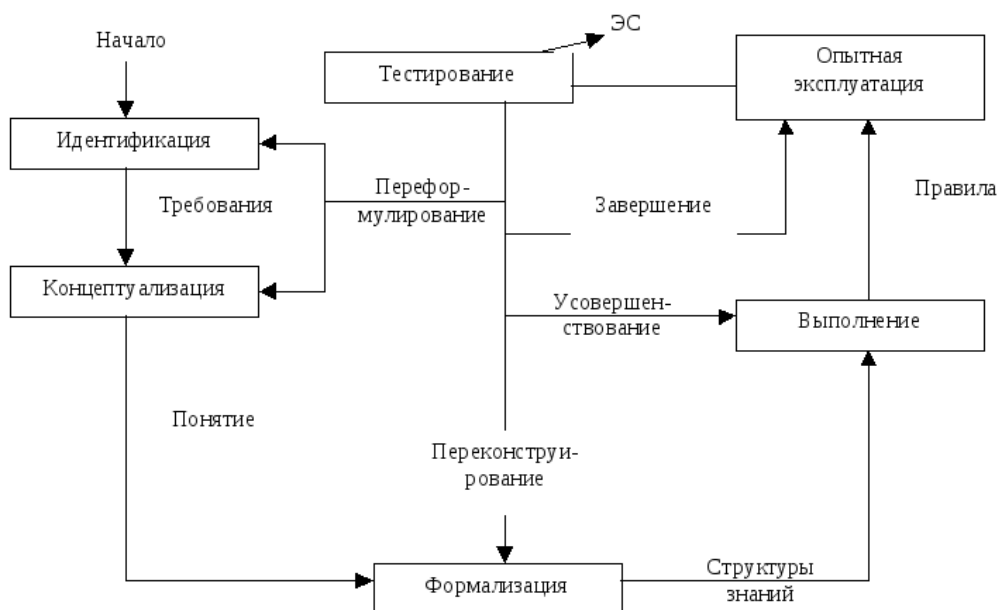 ЭС
Начало
Тестирование
Опытная
эксплуатация
Идентификация
Перефор-
мулирование
Требования
Завершение
Правила
Концептуализация
Усовершен-
ствование
Выполнение
Понятие
Переконструи-
рование
Формализация
Структуры
знаний